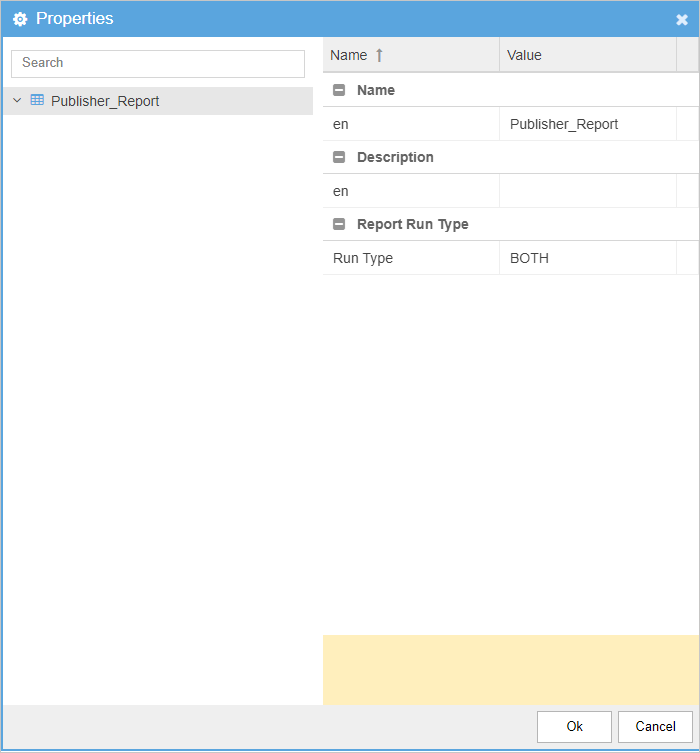 Properties
Search
Publisher_Report
Name Value
Name
en Publisher_Report
Description
en
Report Run Type
Run Type BOTH
Ok Cancel